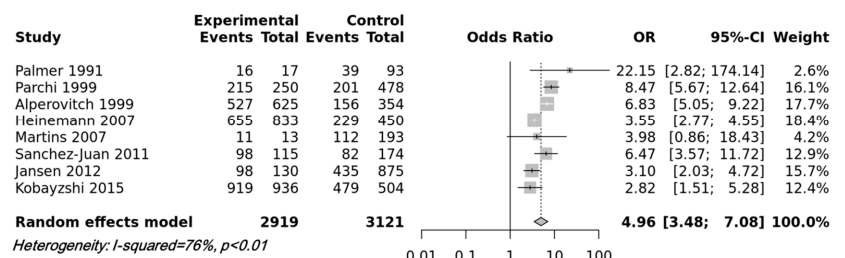 Experimental Control
Study Events Total Events Total Odds Ratio OR 95%-CI Weight
Palmer 1991 16 17 39 93 22.15 [2.82; 174.14] 2.6%
Parchi 1999 215 250 201 478 8.47 [5.67; 12.64] 16.1%
Alperovitch 1999 527 625 156 354 6.83 [5.05; 9.22] 17.7%
Heinemann 2007 655 833 229 450 3.55 [2.77; 4.55] 18.4%
Martins 2007 11 13 112 193 3.98 [0.86; 18.43] 4.2%
Sanchez-Juan 2011 98 115 82 174 6.47 [3.57; 11.72] 12.9%
Jansen 2012 98 130 435 875 3.10 [2.03; 4.72] 15.7%
Kobayzshi 2015 919 936 479 504 2.82 [1.51; 5.28] 12.4%
Random effects model 2919 3121 4.96 [3.48; 7.08] 100.0%
Heterogeneity: I-squared=76%, p<0.01
0.01 0.1 1 10 100